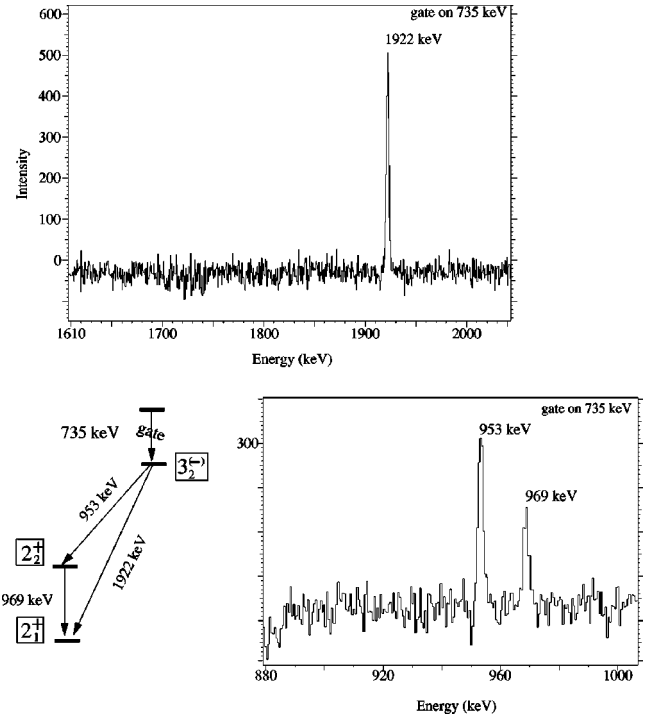 gate on 735 keV
1922 keV
600
500
400
300
200
100
0
Intensity
1610
1700
1800
1900
2000
Energy (keV)
735 keV
gate
3₂⁽⁻⁾
953 keV
1922 keV
2₂⁺
969 keV
2₁⁺
gate on 735 keV
953 keV
969 keV
300
880
920
960
1000
Energy (keV)